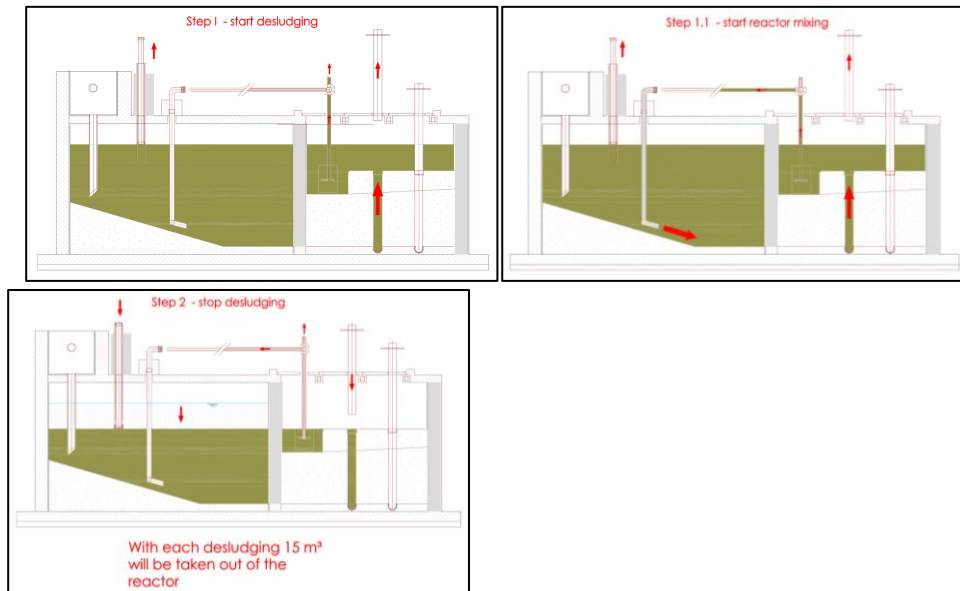 Step I - start desludging
Step 1.1 - start reactor mixing
Step 2 - stop desludging
With each desludging 15 m³
will be taken out of the
reactor